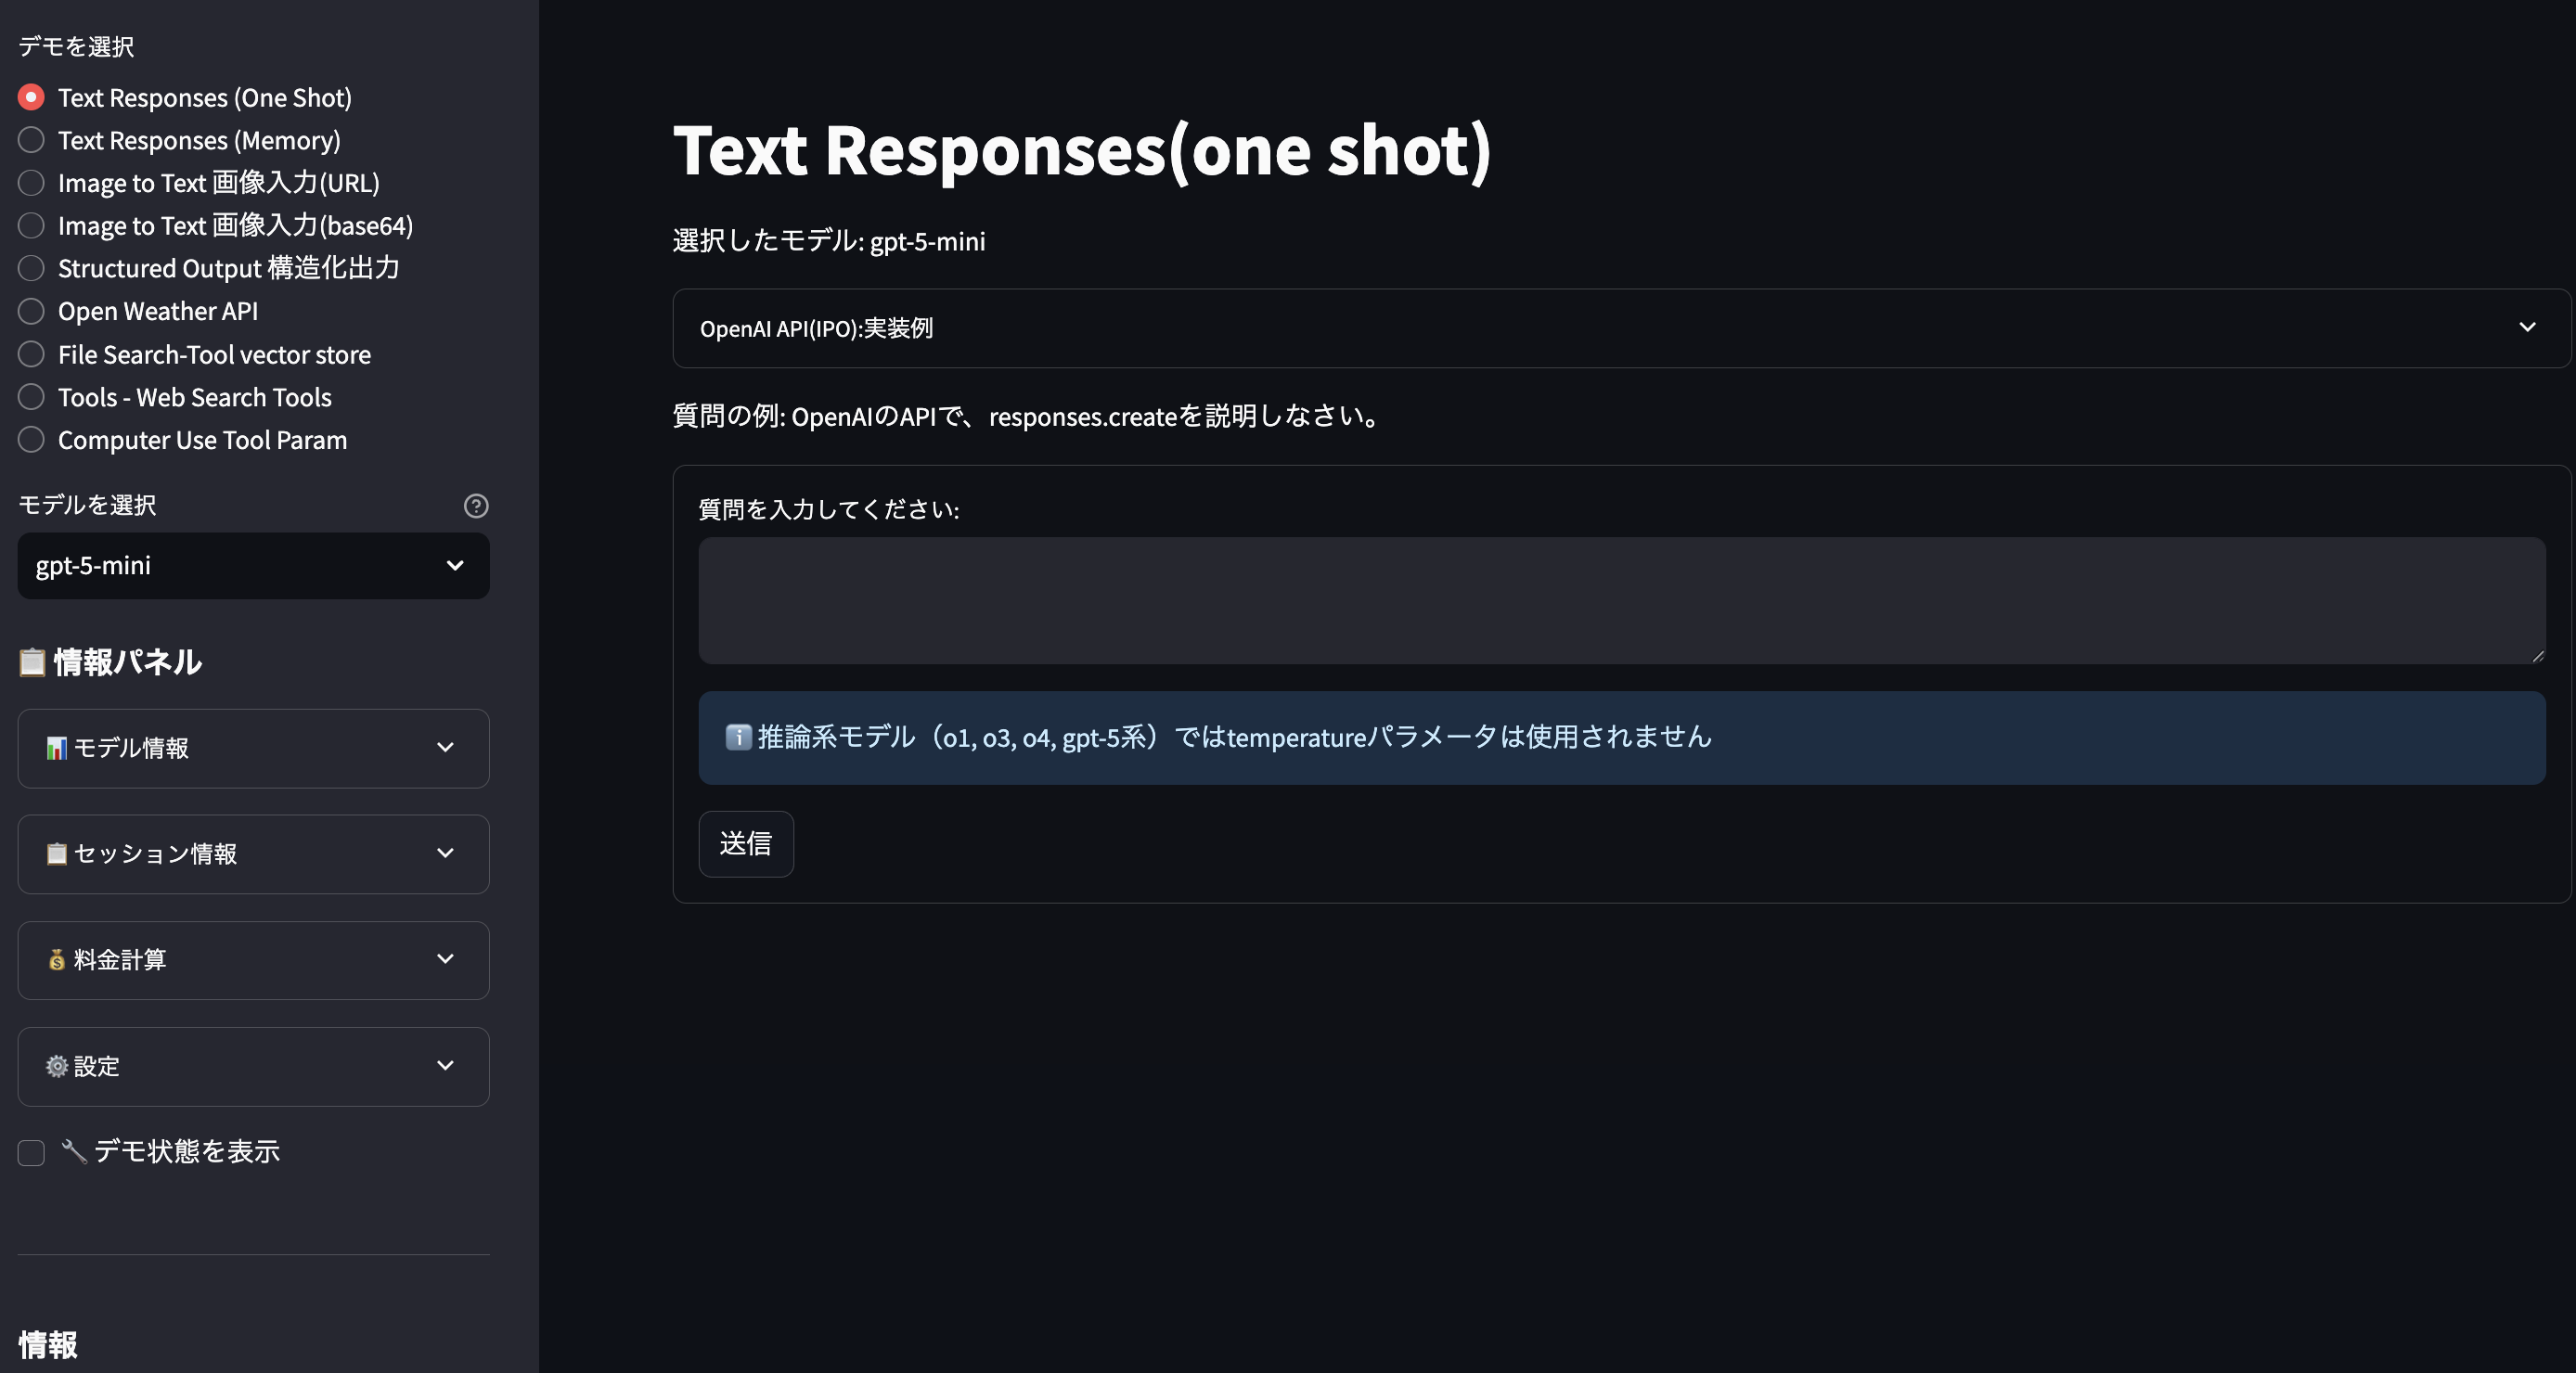 デモを選択
Text Responses (One Shot)
Text Responses (Memory)
Image to Text 画像入力(URL)
Image to Text 画像入力(base64)
Structured Output 構造化出力
Open Weather API
File Search-Tool vector store
Tools - Web Search Tools
Computer Use Tool Param
モデルを選択
gpt-5-mini
📋 情報パネル
📊 モデル情報
📋 セッション情報
💰 料金計算
⚙️ 設定
🔧 デモ状態を表示
情報
Text Responses(one shot)
選択したモデル: gpt-5-mini
OpenAI API(IPO):実装例
質問の例: OpenAIのAPIで、responses.createを説明しなさい。
質問を入力してください:
ℹ️ 推論系モデル（o1, o3, o4, gpt-5系）ではtemperatureパラメータは使用されません
送信